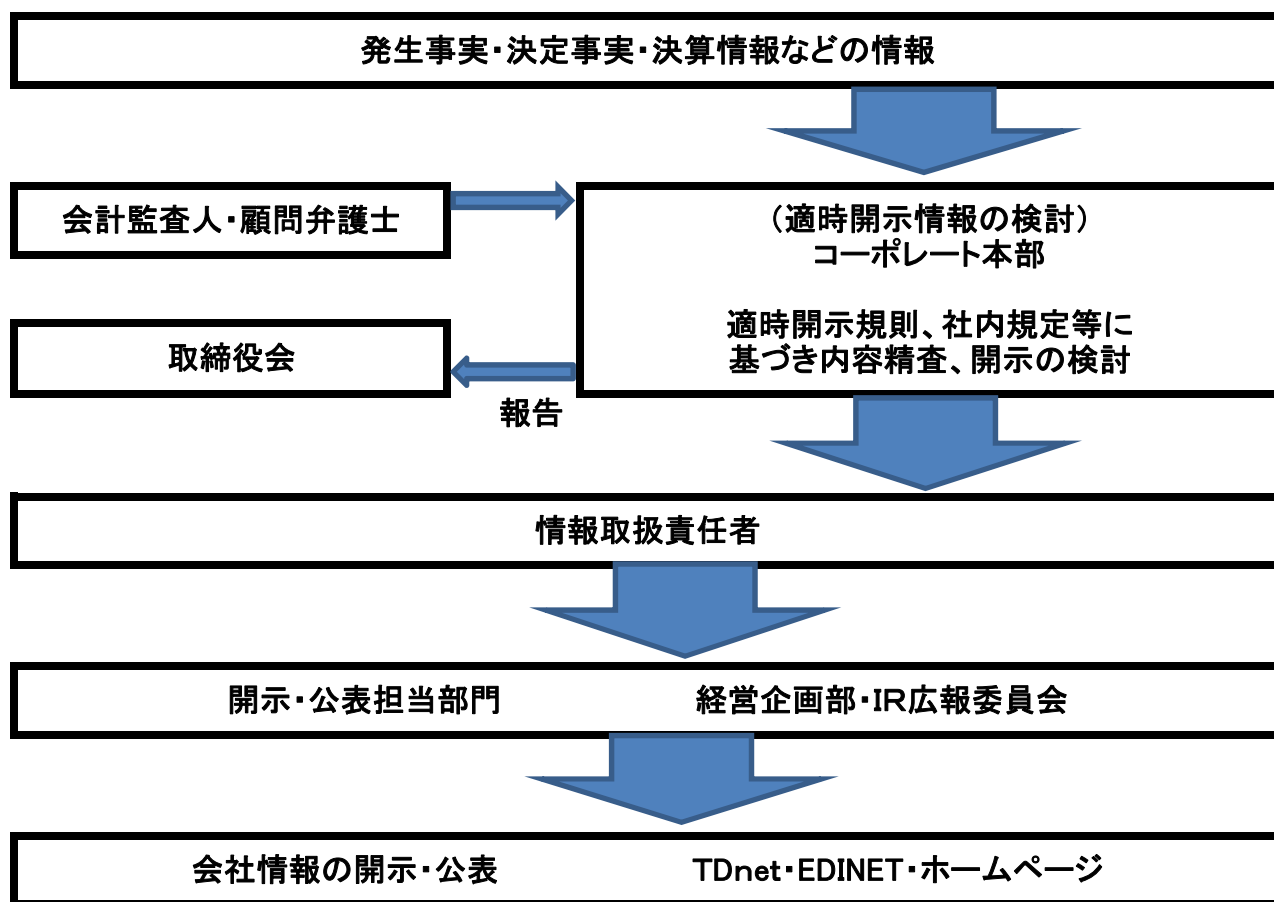 発生事実・決定事実・決算情報などの情報
会計監査人・顧問弁護士
（適時開示情報の検討）
コーポレート本部
適時開示規則、社内規定等に
基づき内容精査、開示の検討
取締役会
報告
情報取扱責任者
開示・公表担当部門 経営企画部・IR広報委員会
会社情報の開示・公表 TDnet・EDINET・ホームページ